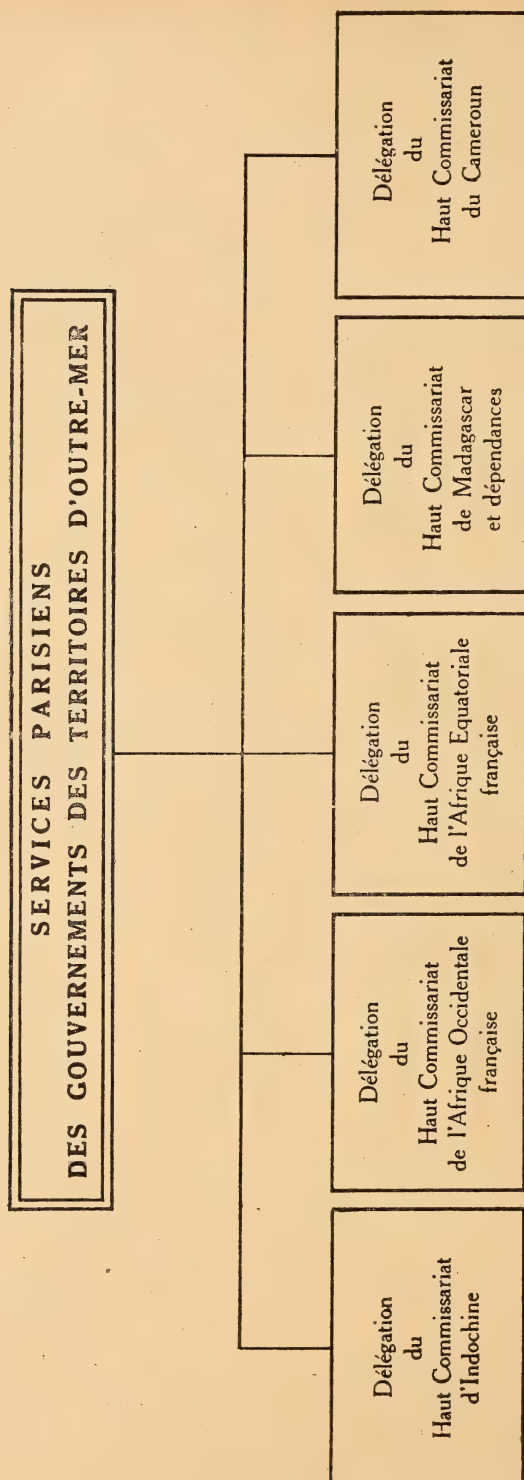 SERVICES PARISIENS
DES GOUVERNEMENTS DES TERRITOIRES D'OUTRE-MER
Délégation
du
Haut Commissariat
d'Indochine
Délégation
du
Haut Commissariat
de l'Afrique Occidentale
française
Délégation
du
Haut Commissariat
de l'Afrique Equatoriale
française
Délégation
du
Haut Commissariat
de Madagascar
et dépendances
Délégation
du
Haut Commissariat
du Cameroun